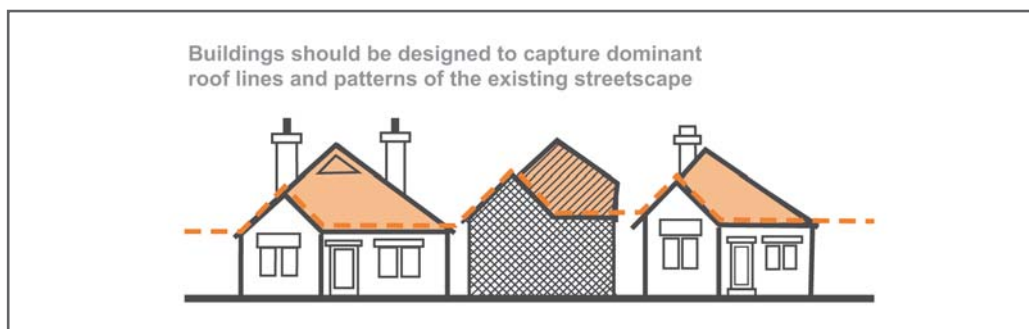 Buildings should be designed to capture dominant
roof lines and patterns of the existing streetscape